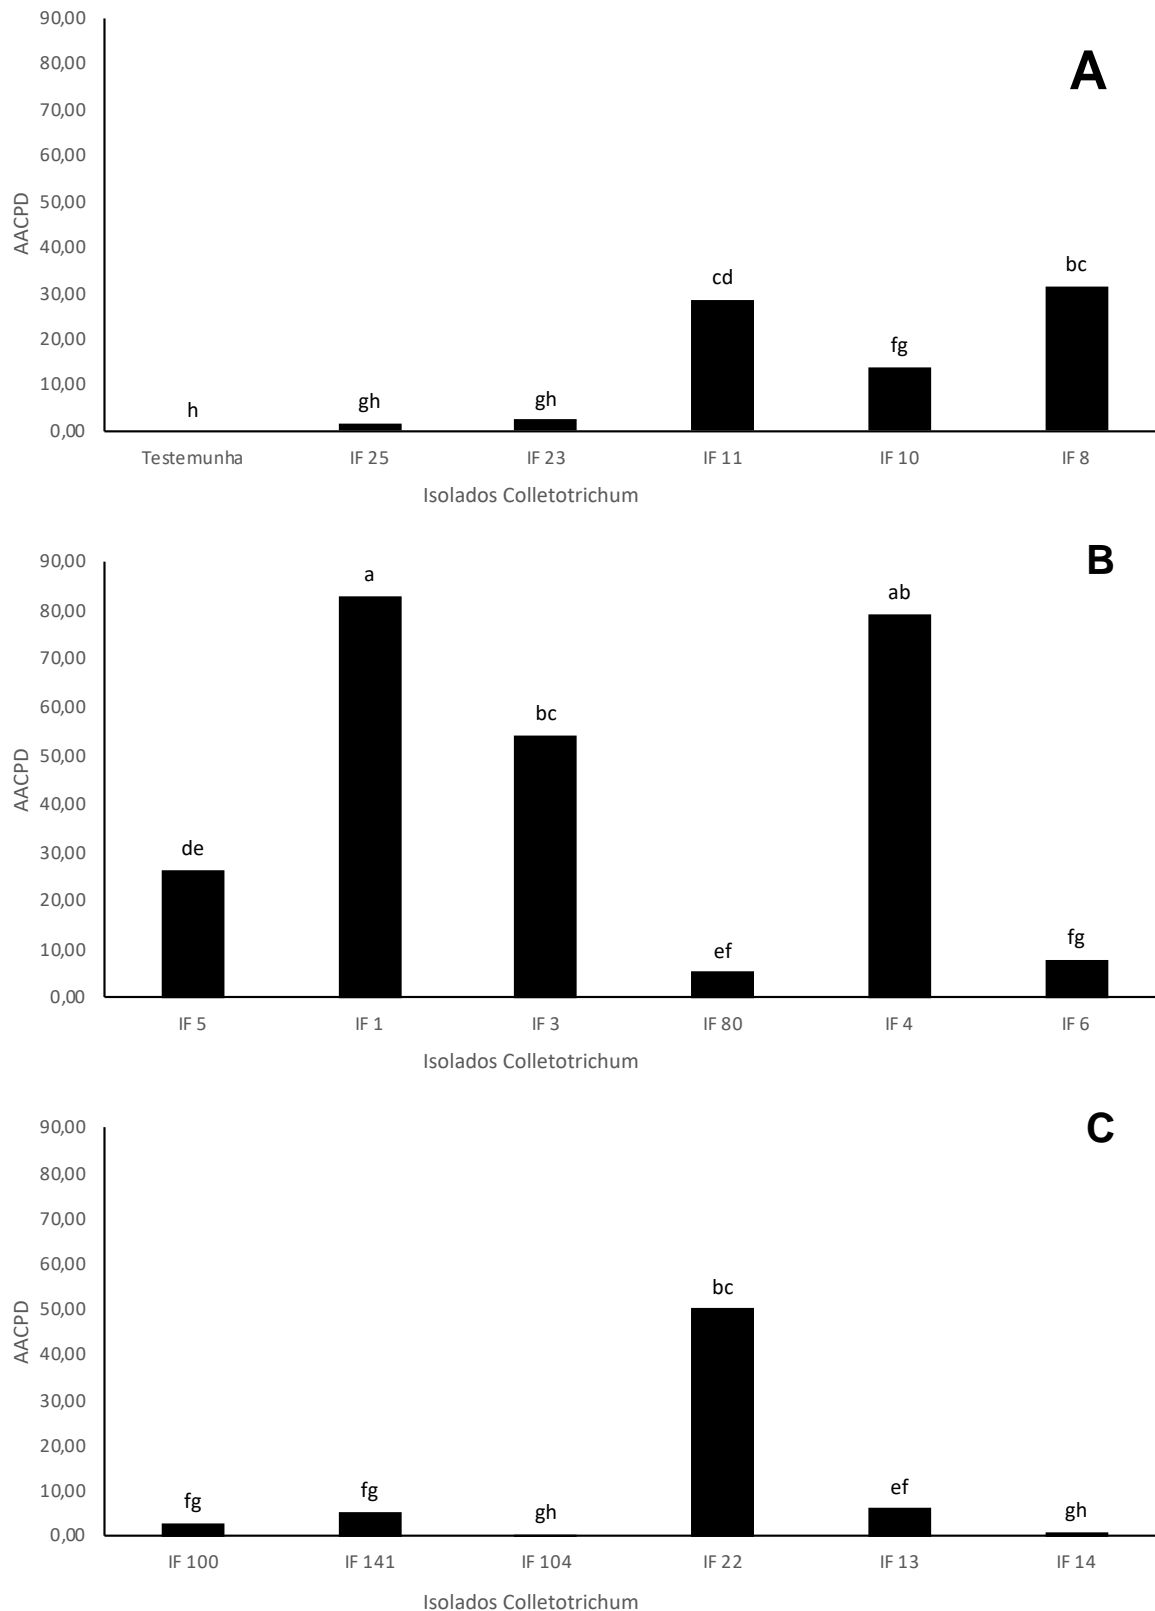 A
90,00
80,00
70,00
60,00
50,00
40,00
30,00
20,00
10,00
0,00
AACPD
h
gh
gh
cd
fg
bc
Testemunha IF 25 IF 23 IF 11 IF 10 IF 8
Isolados Colletotrichum
B
90,00
80,00
70,00
60,00
50,00
40,00
30,00
20,00
10,00
0,00
AACPD
de
a
bc
ef
ab
fg
IF 5 IF 1 IF 3 IF 80 IF 4 IF 6
Isolados Colletotrichum
C
90,00
80,00
70,00
60,00
50,00
40,00
30,00
20,00
10,00
0,00
AACPD
fg
fg
gh
bc
ef
gh
IF 100 IF 141 IF 104 IF 22 IF 13 IF 14
Isolados Colletotrichum